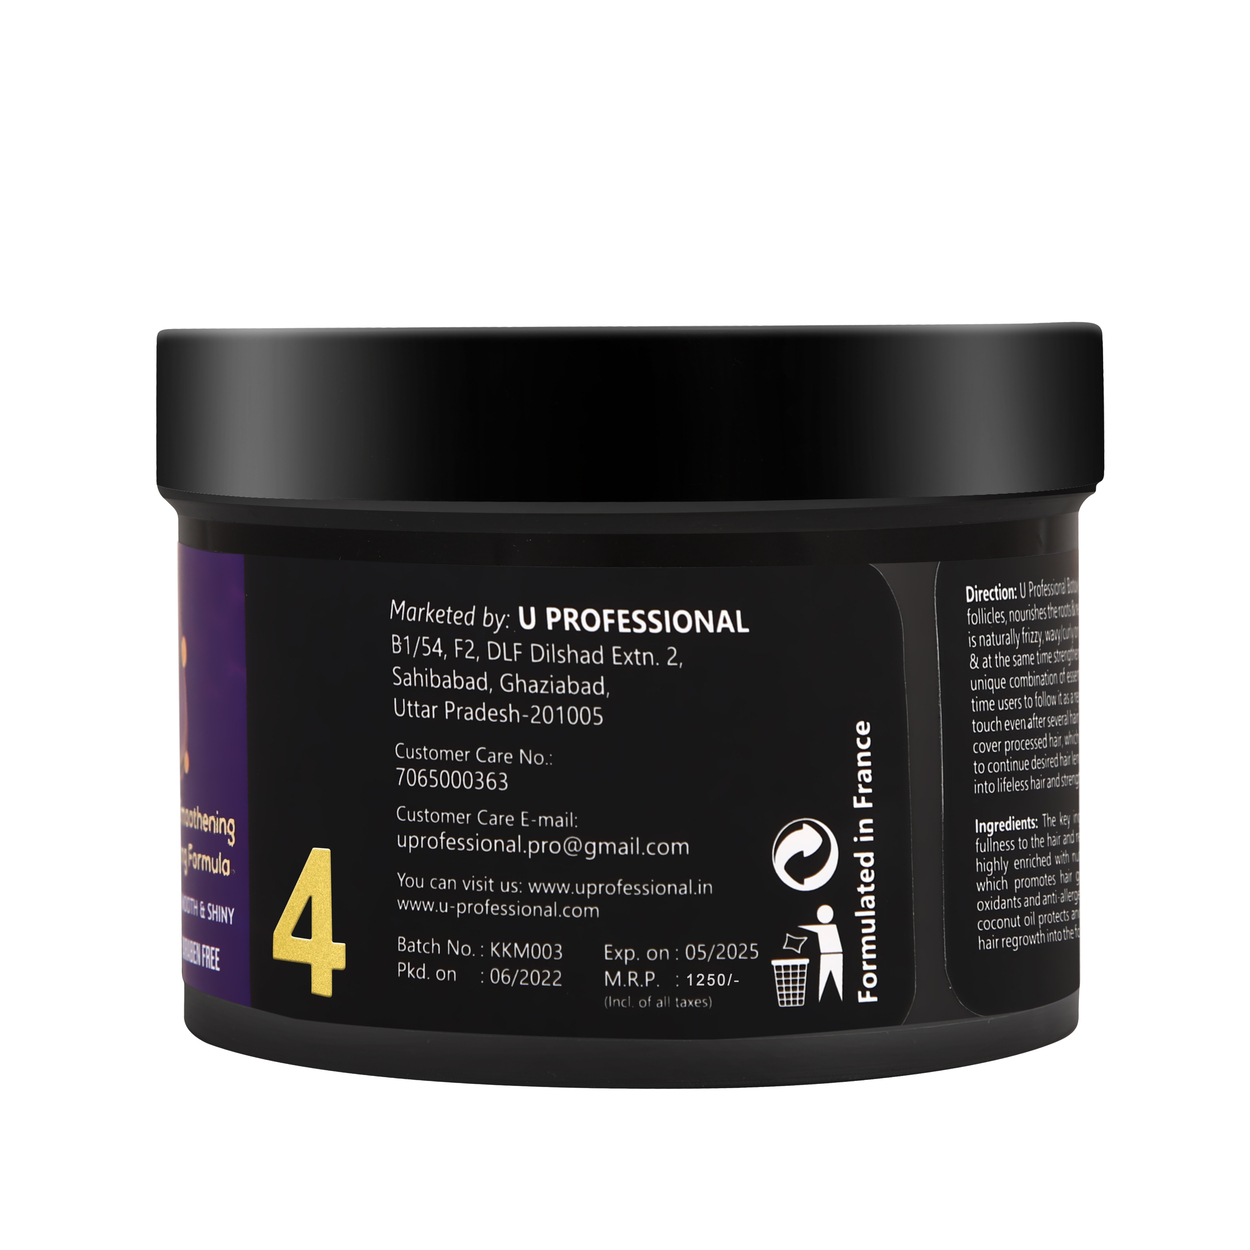 Formula
& SHINY
FREE
4
Marketed by: U PROFESSIONAL
B1/54, F2, DLF Dilshad Extn. 2,
Sahibabad, Ghaziabad,
Uttar Pradesh-201005
Customer Care No.:
7065000363
Customer Care E-mail:
uprofessional.pro@gmail.com
You can visit us: www.uprofessional.in
www.u-professional.com
Batch No. : KKM003 Exp. on : 05/2025
Pkd. on : 06/2022 M.R.P. : 1250/-
(Incl. of all taxes)
Formulated in France
Direction: U Professional
follicles, nourishes the roots &
is naturally frizzy, wavy/curly
& at the same time
unique combination of
time users to follow it as a
touch even after several
cover processed hair,
to continue desired hair
into lifeless hair and
Ingredients: The key
fullness to the hair and
highly enriched with
which promotes hair
oxidants and
coconut oil protects
hair regrowth into the